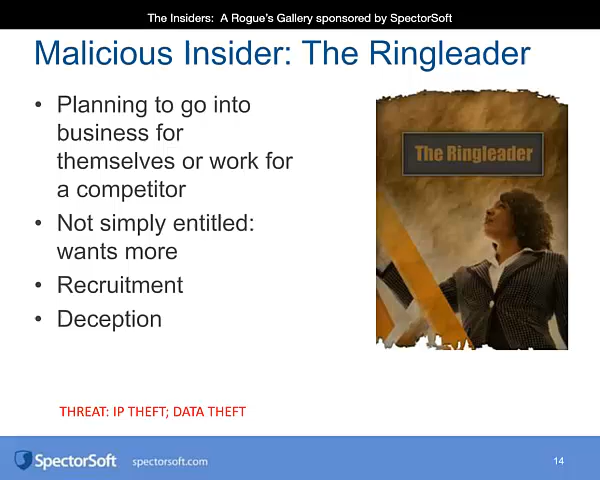 The Insiders:  A Rogue's Gallery sponsored by SpectorSoft
Malicious Insider: The Ringleader
• Planning to go into
business for
themselves or work for
a competitor
• Not simply entitled:
wants more
• Recruitment
• Deception
The Ringleader
THREAT: IP THEFT; DATA THEFT
SpectorSoft spectorsoft.com 14